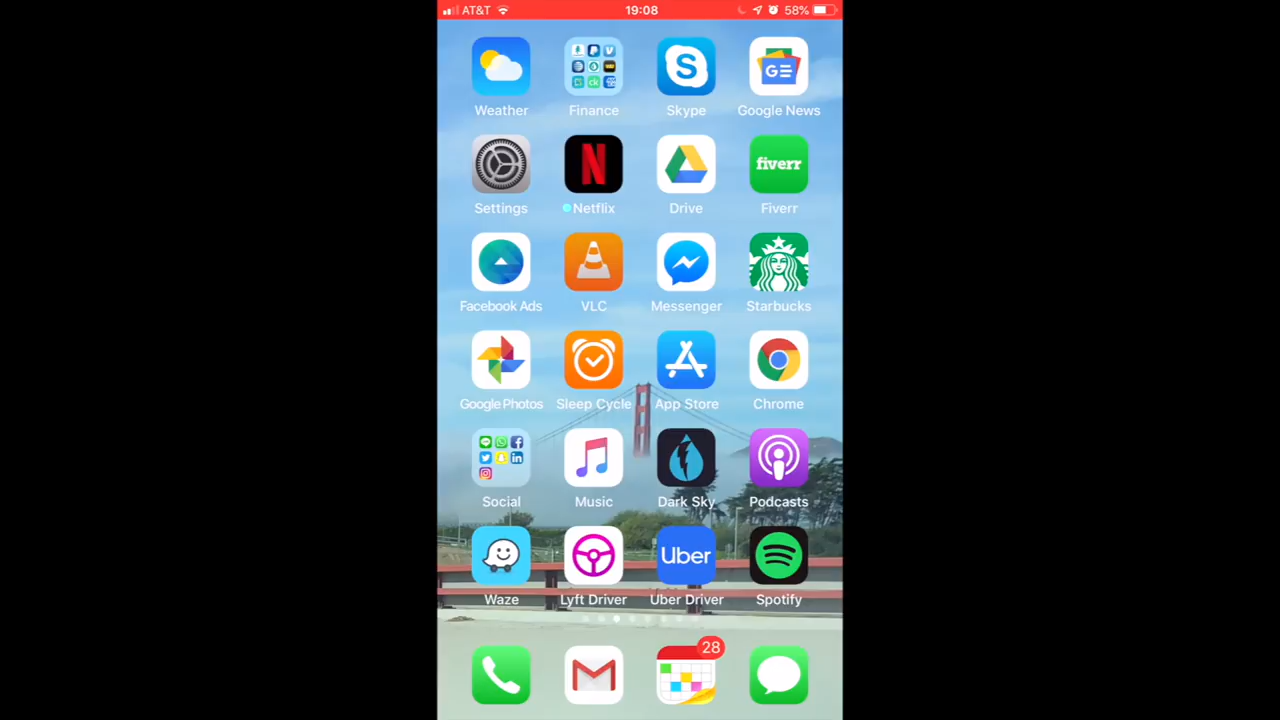 AT&T 19:08 58%
Weather Finance Skype Google News
fiverr
Settings Netflix Drive Fiverr
Facebook Ads VLC Messenger Starbucks
Google Photos Sleep Cycle App Store Chrome
Social Music Dark Sky Podcasts
Uber
Waze Lyft Driver Uber Driver Spotify
28